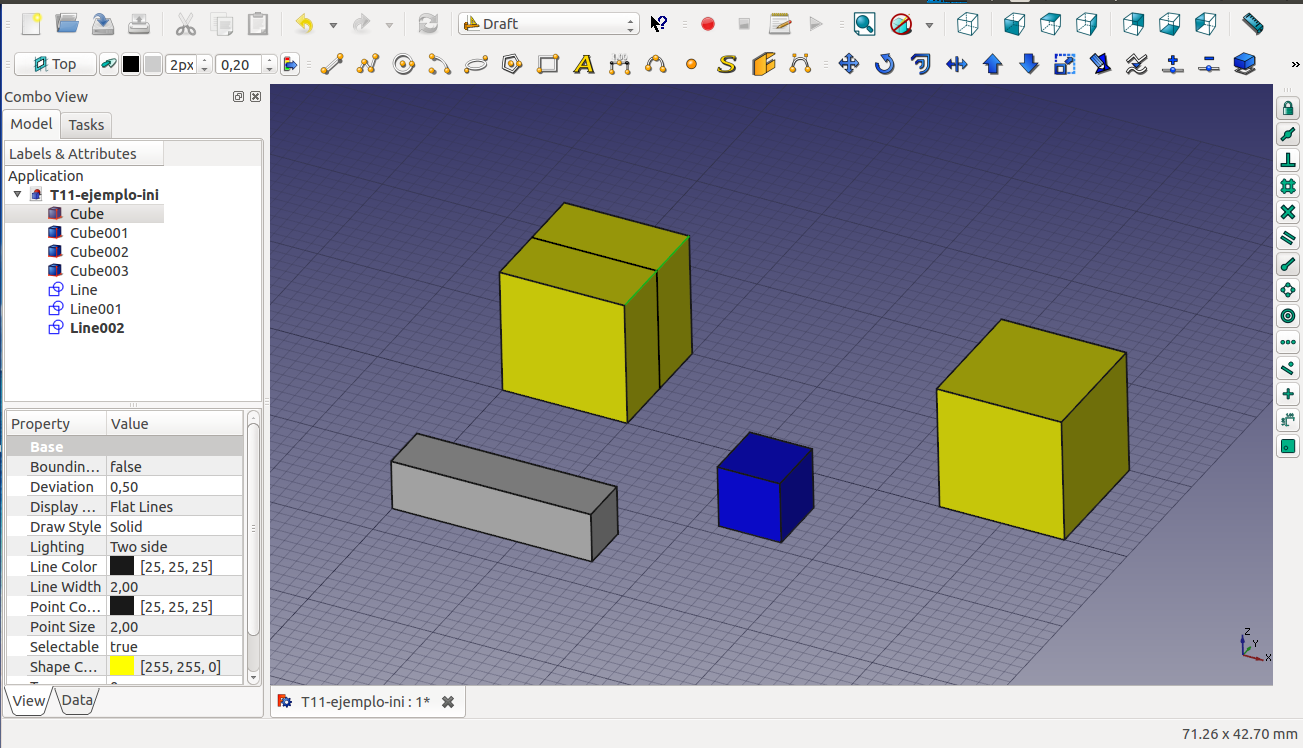 Draft
Top
2px
0,20
Combo View
Model
Tasks
Labels & Attributes
Application
T11-ejemplo-ini
Cube
Cube001
Cube002
Cube003
Line
Line001
Line002
Property Value
Base
Boundin... false
Deviation 0,50
Display ... Flat Lines
Draw Style Solid
Lighting Two side
Line Color [25, 25, 25]
Line Width 2,00
Point Co... [25, 25, 25]
Point Size 2,00
Selectable true
Shape C... [255, 255, 0]
View
Data
Z
Y
X
T11-ejemplo-ini : 1*
71.26 x 42.70 mm